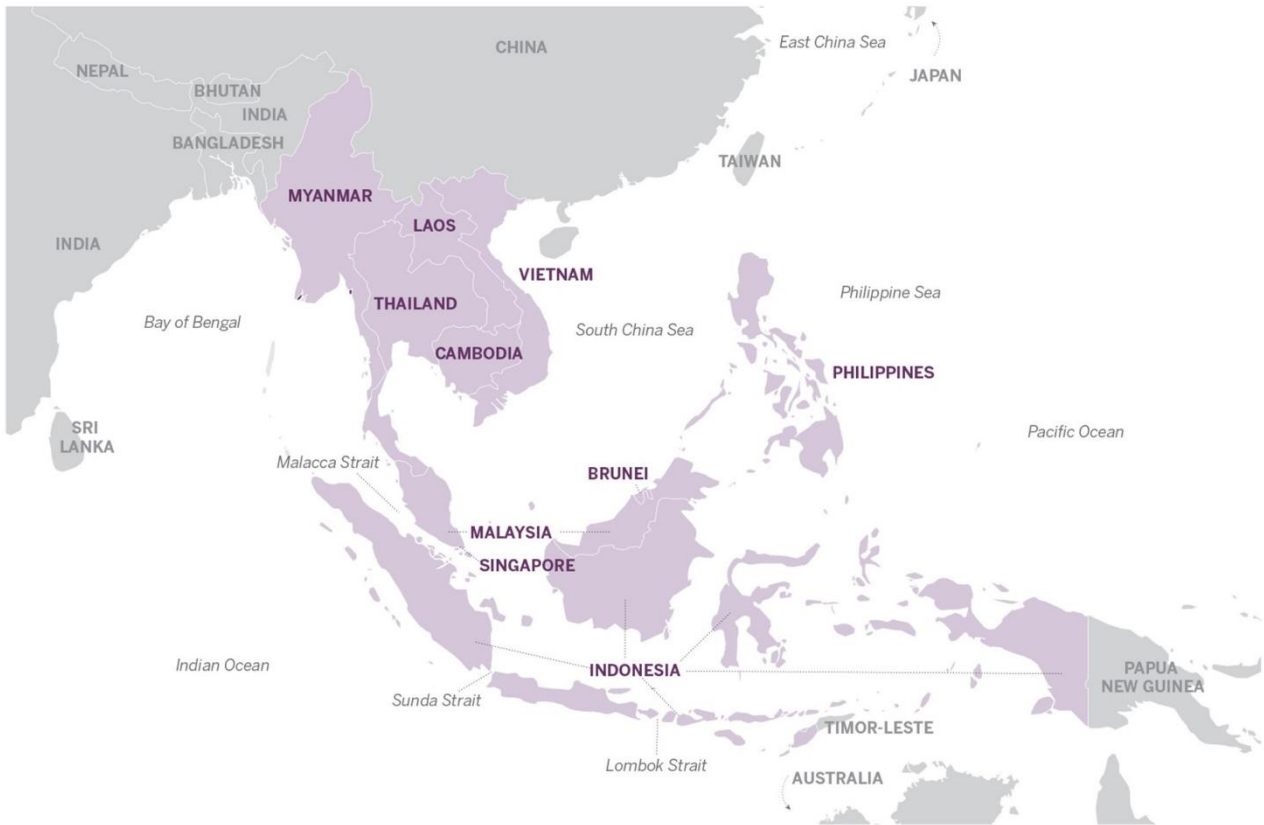 CHINA
East China Sea
NEPAL
JAPAN
BHUTAN
INDIA
BANGLADESH
TAIWAN
MYANMAR
LAOS
INDIA
VIETNAM
THAILAND
Philippine Sea
Bay of Bengal
South China Sea
CAMBODIA
PHILIPPINES
SRI
LANKA
Pacific Ocean
Malacca Strait
BRUNEI
MALAYSIA
SINGAPORE
Indian Ocean
INDONESIA
PAPUA
NEW GUINEA
Sunda Strait
TIMOR-LESTE
Lombok Strait
AUSTRALIA